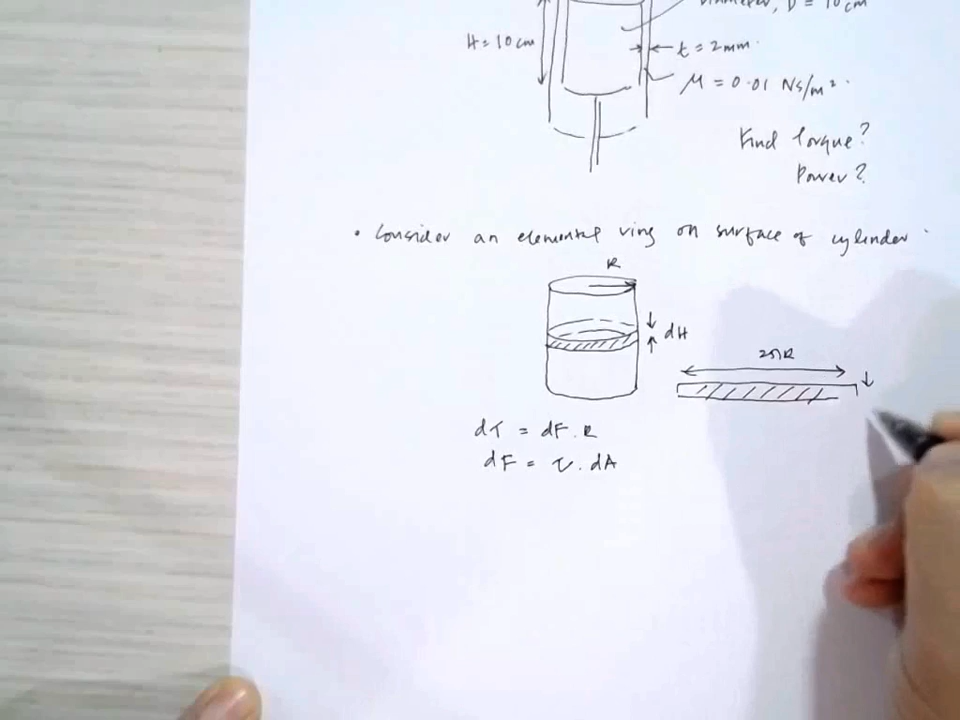 Diameter, D = 10cm
H = 10cm
t = 2mm.
μ = 0.01 Ns/m².
Find Torque?
Power?
• Consider an elemental ring on surface of cylinder.
R
dH
2πR
dT = dF. R
dF = τ. dA